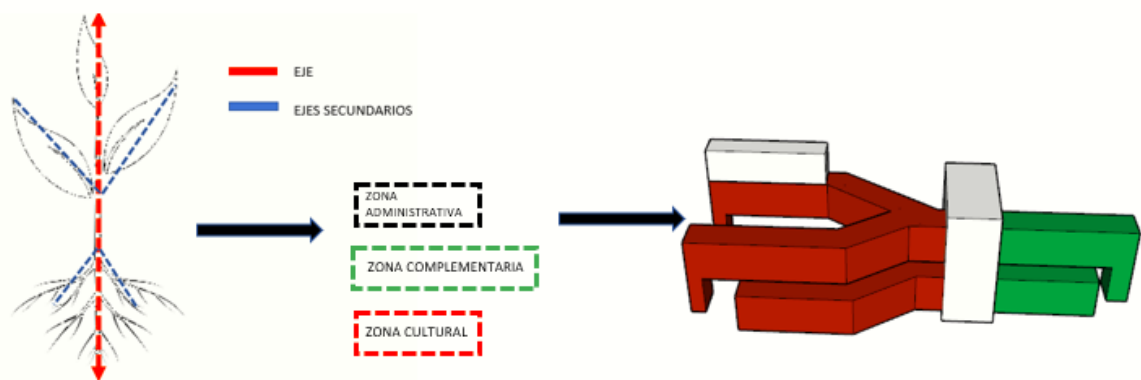 EJE
EJES SECUNDARIOS
ZONA
ADMINISTRATIVA
ZONA COMPLEMENTARIA
ZONA CULTURAL